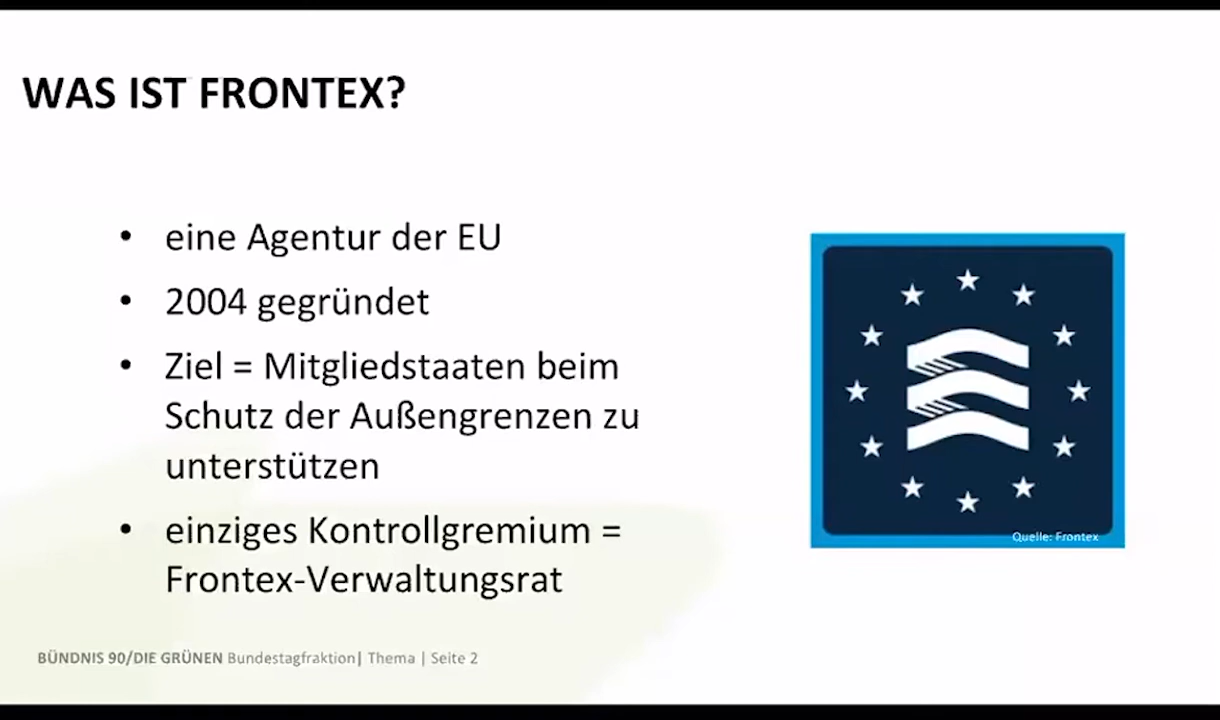 WAS IST FRONTEX?
• eine Agentur der EU
• 2004 gegründet
• Ziel = Mitgliedstaaten beim
Schutz der Außengrenzen zu
unterstützen
• einziges Kontrollgremium =
Frontex-Verwaltungsrat
Quelle: Frontex
BÜNDNIS 90/DIE GRÜNEN Bundestagfraktion| Thema | Seite 2